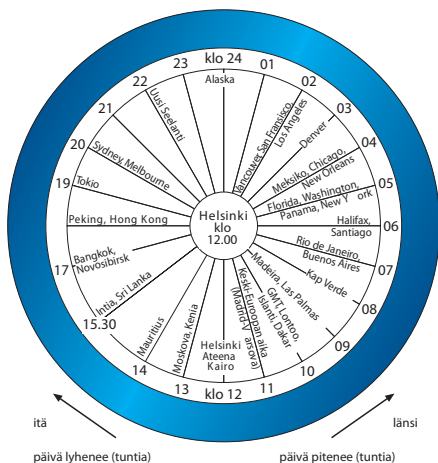 klo 24
01
02
03
04
05
06
07
08
09
10
11
klo 12
13
14
15.30
17
19
20
21
22
23
Alaska
Vancouver, San Fransisco,
Los Angeles
Denver
Meksiko, Chicago,
New Orleans
Florida, Washington,
Panama, New Y ork
Halifax,
Santiago
Rio de Janeiro,
Buenos Aires
Kap Verde
Madeira, Las Palmas
GMT, Lontoo,
Islanti, Dakar
Keski-Euroopan aika
(Madrid-V arsova)
Helsinki
Ateena
Kairo
Moskova, Kenia
Mauritius
Intia, Sri Lanka
Bangkok,
Novosibirsk
Peking, Hong Kong
Tokio
Sydney, Melbourne
Uusi Seelanti
Helsinki
klo
12.00
itä
päivä lyhenee (tuntia)
länsi
päivä pitenee (tuntia)